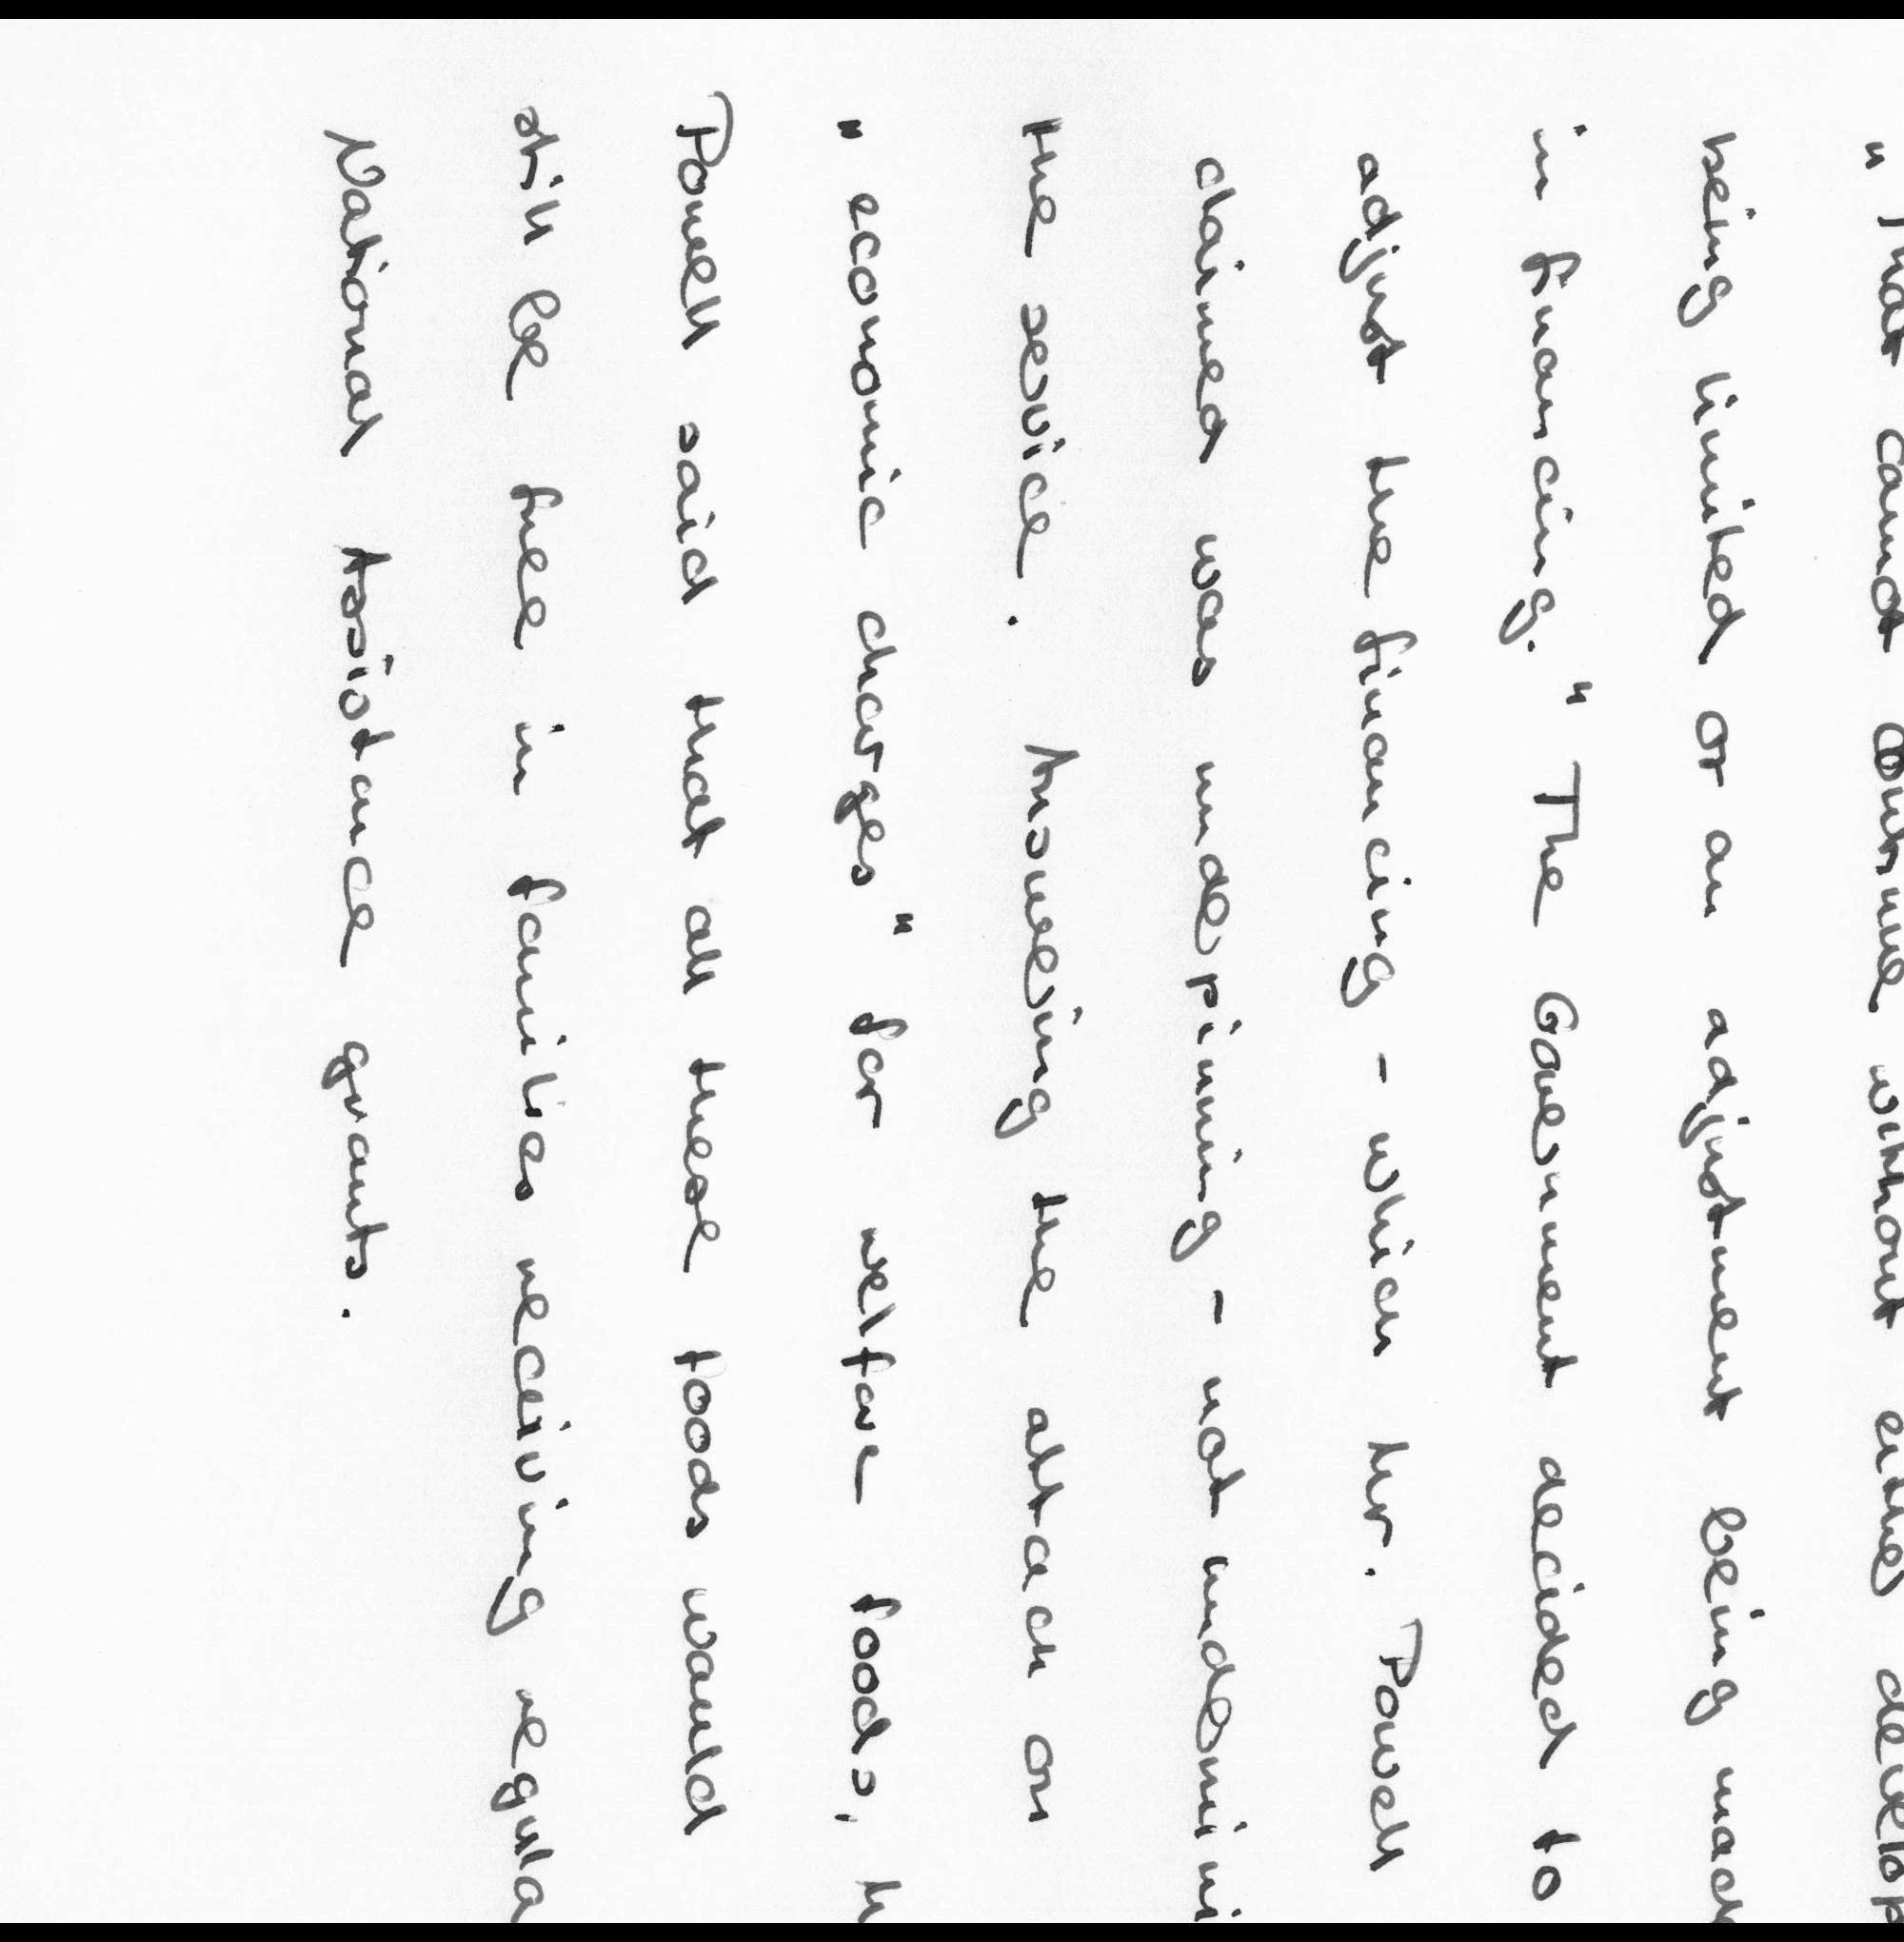 " That cannot continue without either develop
being limited or an adjustment being mad
in financing. " The Government decided to
adjust the financing - which Mr. Powell
claimed was underpinning - not undermini
the service. Answering the attack on
" economic charges " for welfare foods, M
Powell said that all these foods would
still be free in families receiving regula
National Assistance grants.